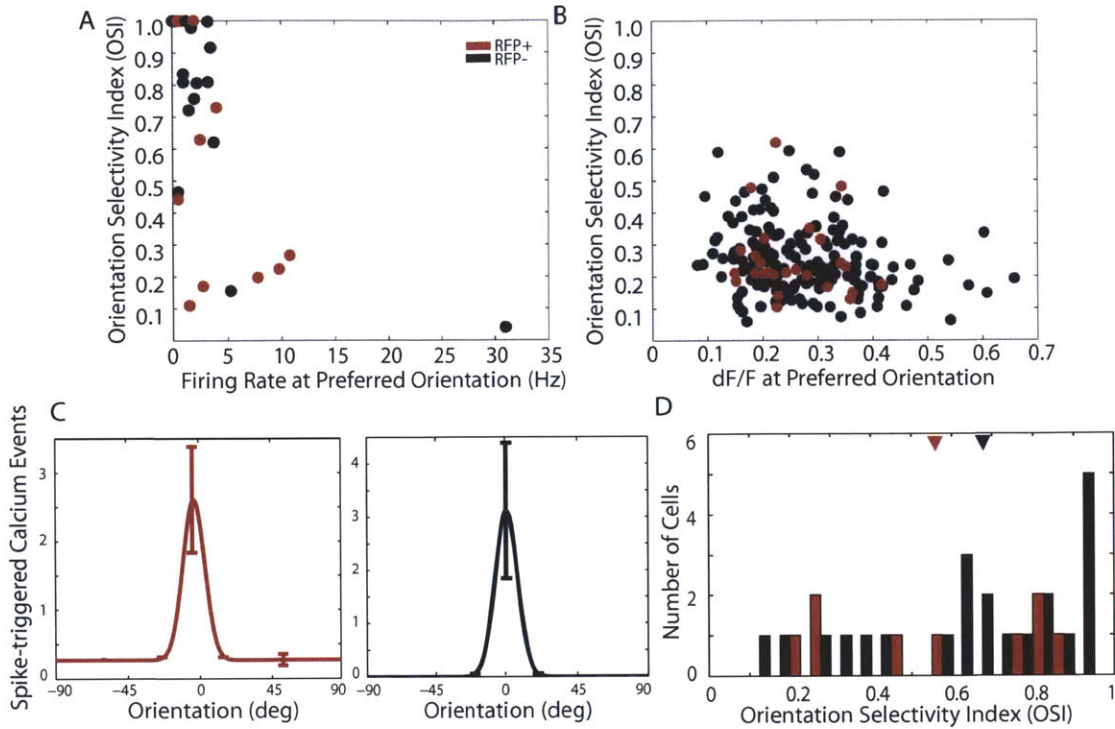 A
Orientation Selectivity Index (OSI)
1.0
0.9
0.8
0.7
0.6
0.5
0.4
0.3
0.2
0.1
0 5 10 15 20 25 30 35
Firing Rate at Preferred Orientation (Hz)
RFP+
RFP-
B
Orientation Selectivity Index (OSI)
1.0
0.9
0.8
0.7
0.6
0.5
0.4
0.3
0.2
0.1
0 0.1 0.2 0.3 0.4 0.5 0.6 0.7
dF/F at Preferred Orientation
C
Spike-triggered Calcium Events
3
2
1
0
−90 −45 0 45 90
Orientation (deg)
4
3
2
1
0
−90 −45 0 45 90
Orientation (deg)
D
Number of Cells
6
4
2
0
0 0.2 0.4 0.6 0.8 1
Orientation Selectivity Index (OSI)